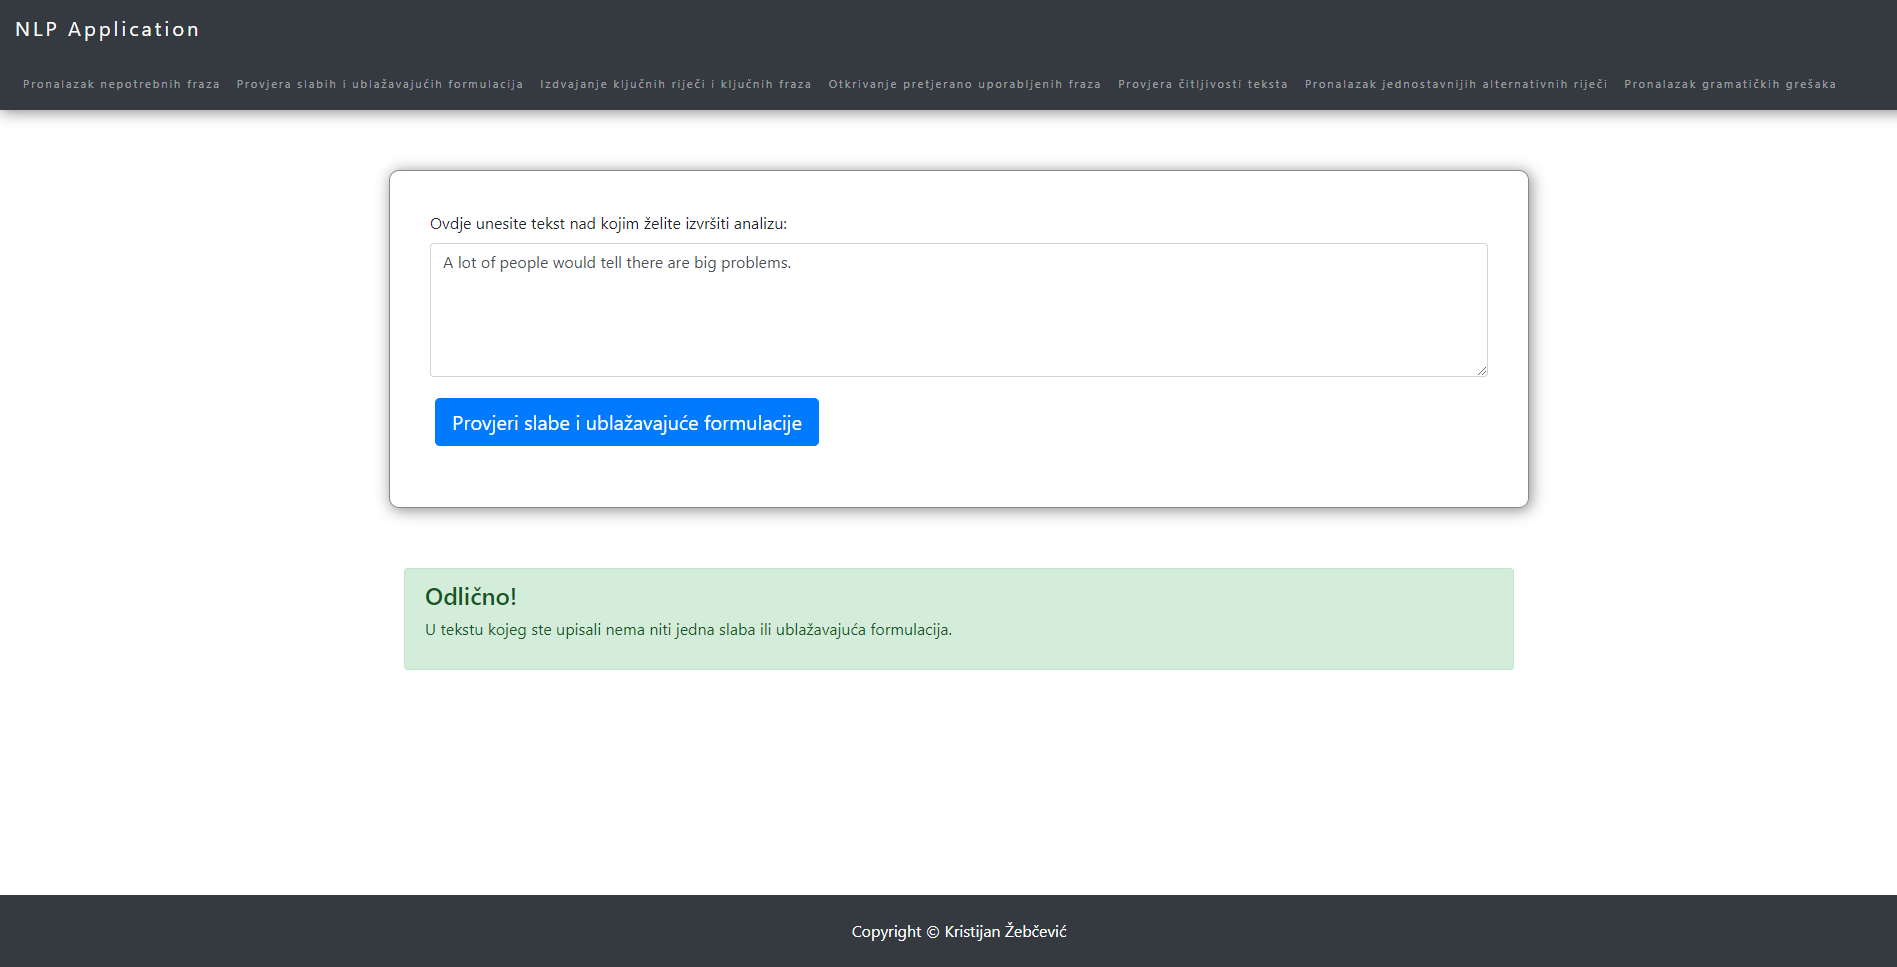 NLP Application
Pronalazak nepotrebnih fraza Provjera slabih i ublažavajućih formulacija Izdvajanje ključnih riječi i ključnih fraza Otkrivanje pretjerano uporabljenih fraza Provjera čitljivosti teksta Pronalazak jednostavnijih alternativnih riječi Pronalazak gramatičkih grešaka
Ovdje unesite tekst nad kojim želite izvršiti analizu:
A lot of people would tell there are big problems.
Provjeri slabe i ublažavajuće formulacije
Odlično!
U tekstu kojeg ste upisali nema niti jedna slaba ili ublažavajuća formulacija.
Copyright © Kristijan Žebčević